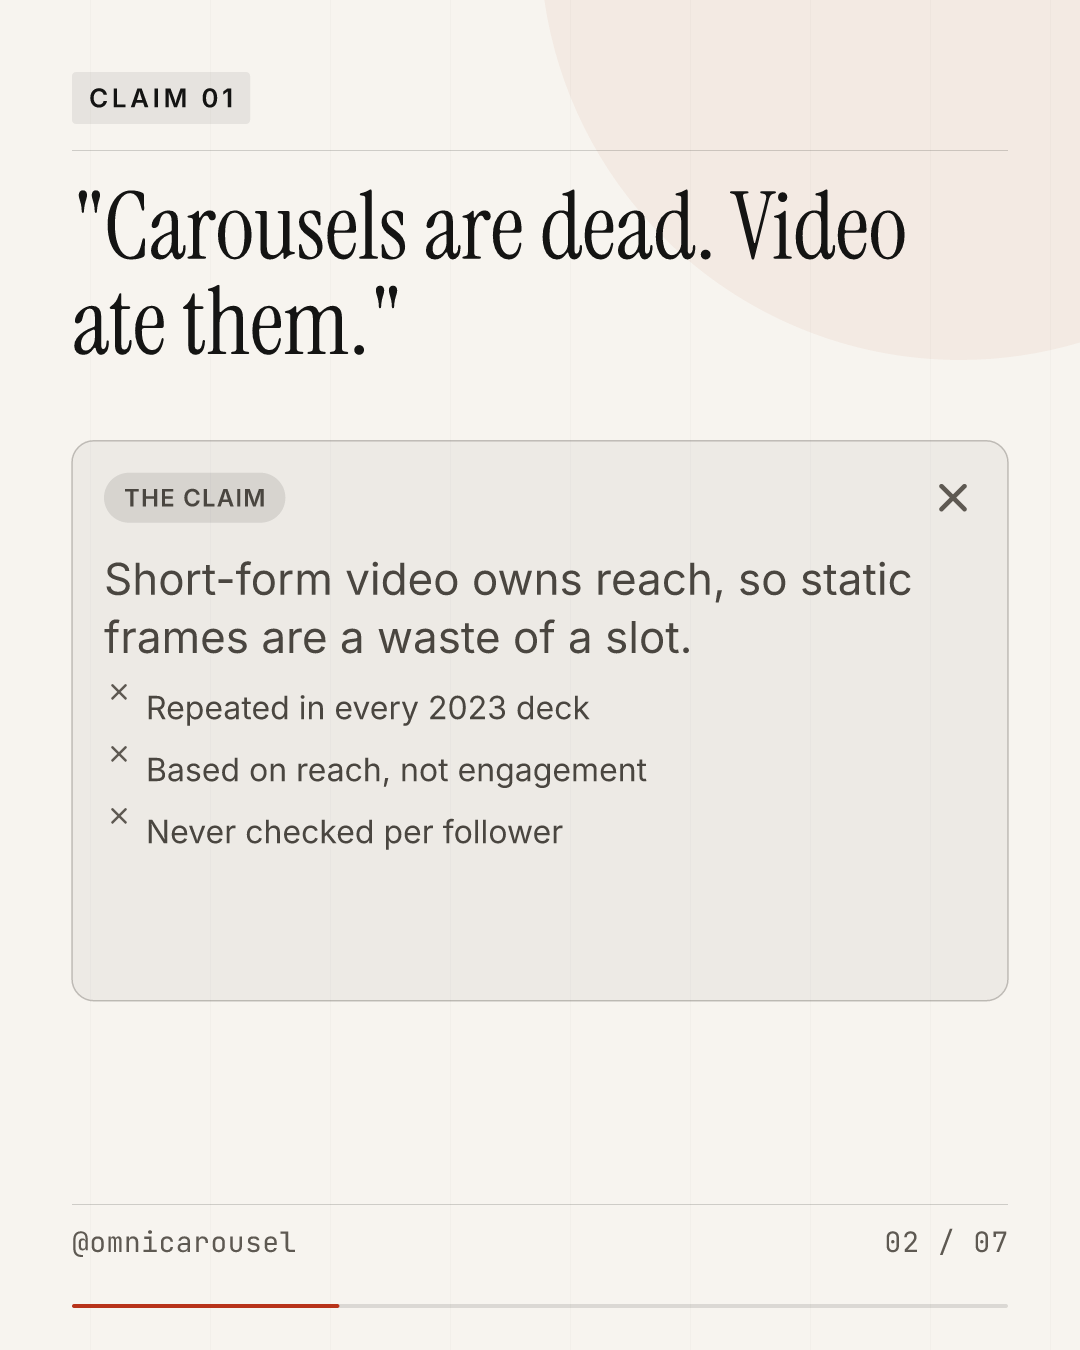 CLAIM 01
"Carousels are dead. Video
ate them."
THE CLAIM
Short-form video owns reach, so static
frames are a waste of a slot.
Repeated in every 2023 deck
Based on reach, not engagement
Never checked per follower
@omnicarousel
02 / 07